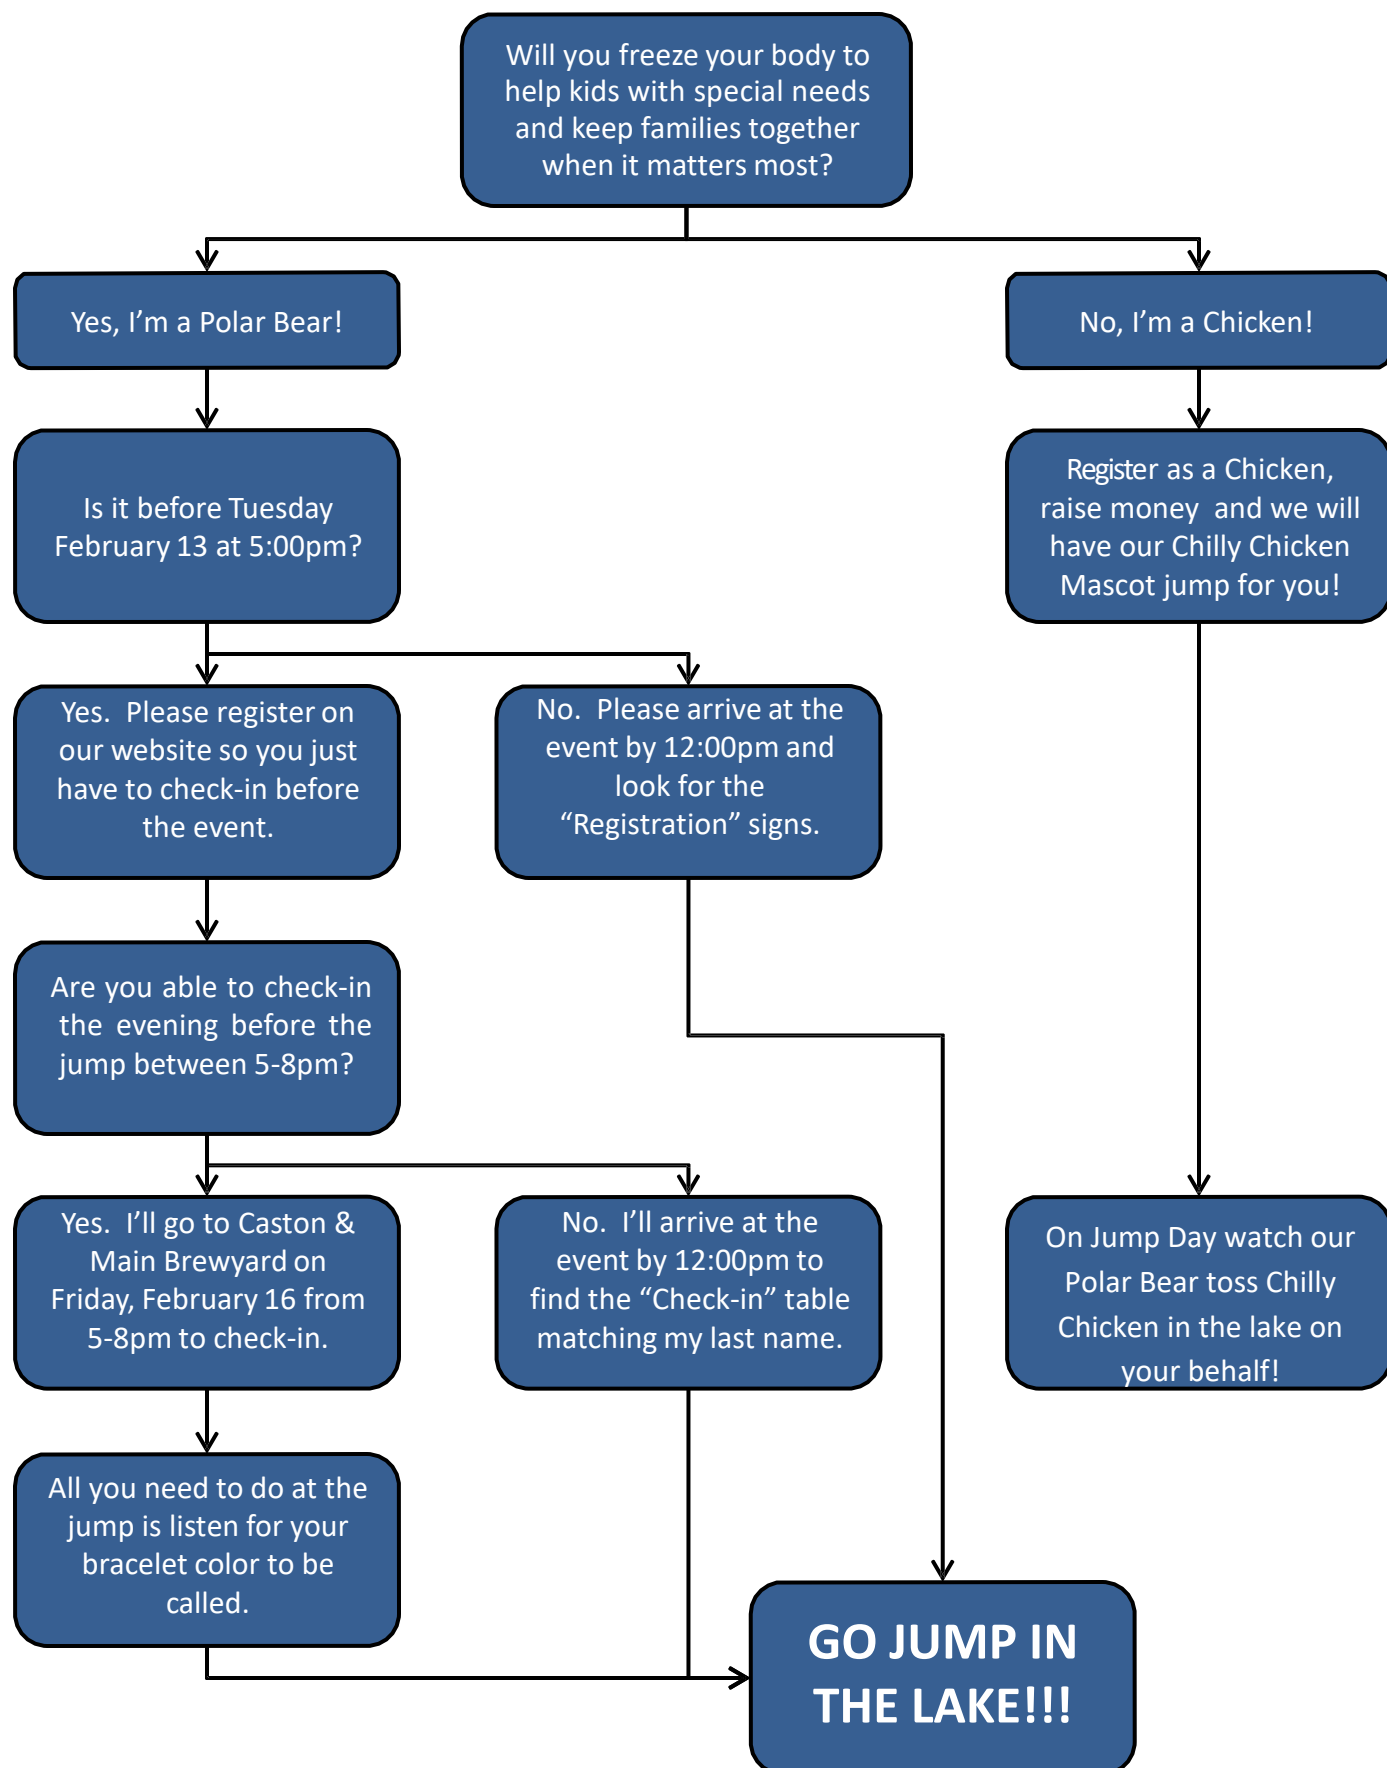 Will you freeze your body to
help kids with special needs
and keep families together
when it matters most?
Yes, I’m a Polar Bear!
No, I’m a Chicken!
Is it before Tuesday
February 13 at 5:00pm?
Register as a Chicken,
raise money  and we will
have our Chilly Chicken
Mascot jump for you!
Yes.  Please register on
our website so you just
have to check-in before
the event.
No.  Please arrive at the
event by 12:00pm and
look for the
“Registration” signs.
Are you able to check-in
the evening before the
jump between 5-8pm?
Yes.  I’ll go to Caston &
Main Brewyard on
Friday, February 16 from
5-8pm to check-in.
No.  I’ll arrive at the
event by 12:00pm to
find the “Check-in” table
matching my last name.
On Jump Day watch our
Polar Bear toss Chilly
Chicken in the lake on
your behalf!
All you need to do at the
jump is listen for your
bracelet color to be
called.
GO JUMP IN
THE LAKE!!!